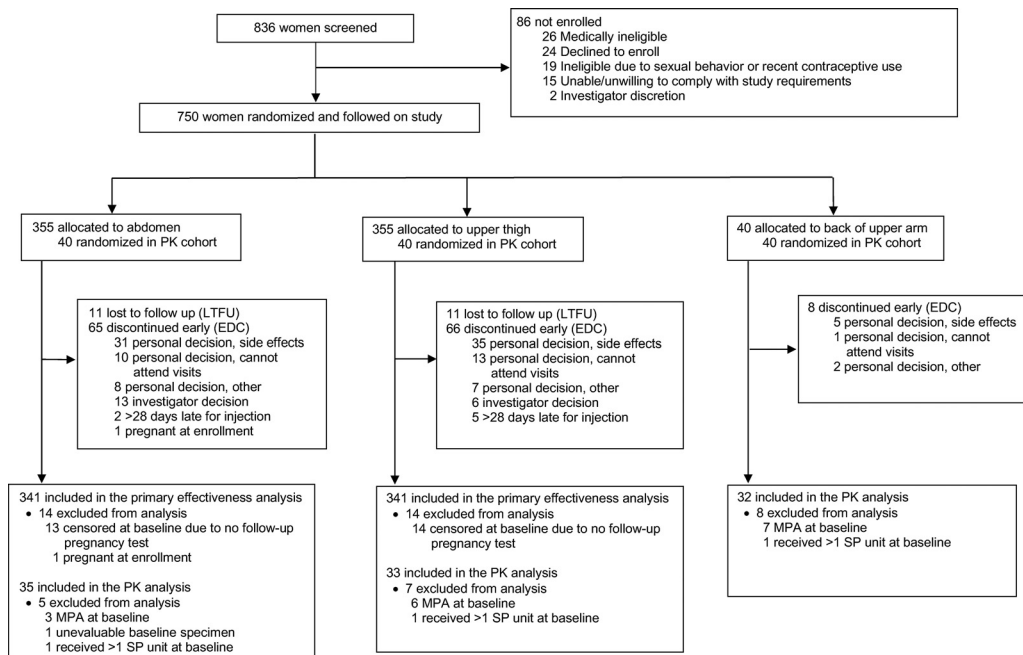 836 women screened
86 not enrolled
26 Medically ineligible
24 Declined to enroll
19 Ineligible due to sexual behavior or recent contraceptive use
15 Unable/unwilling to comply with study requirements
2 Investigator discretion
750 women randomized and followed on study
355 allocated to abdomen
40 randomized in PK cohort
355 allocated to upper thigh
40 randomized in PK cohort
40 allocated to back of upper arm
40 randomized in PK cohort
11 lost to follow up (LTFU)
65 discontinued early (EDC)
31 personal decision, side effects
10 personal decision, cannot
attend visits
8 personal decision, other
13 investigator decision
2 >28 days late for injection
1 pregnant at enrollment
11 lost to follow up (LTFU)
66 discontinued early (EDC)
35 personal decision, side effects
13 personal decision, cannot
attend visits
7 personal decision, other
6 investigator decision
5 >28 days late for injection
8 discontinued early (EDC)
5 personal decision, side effects
1 personal decision, cannot
attend visits
2 personal decision, other
341 included in the primary effectiveness analysis
• 14 excluded from analysis
13 censored at baseline due to no follow-up
pregnancy test
1 pregnant at enrollment
35 included in the PK analysis
• 5 excluded from analysis
3 MPA at baseline
1 unevaluable baseline specimen
1 received >1 SP unit at baseline
341 included in the primary effectiveness analysis
• 14 excluded from analysis
14 censored at baseline due to no follow-up
pregnancy test
33 included in the PK analysis
• 7 excluded from analysis
6 MPA at baseline
1 received >1 SP unit at baseline
32 included in the PK analysis
• 8 excluded from analysis
7 MPA at baseline
1 received >1 SP unit at baseline